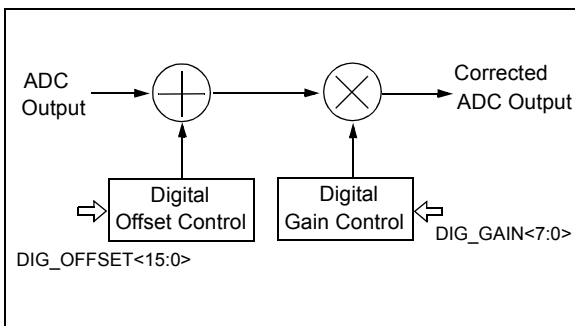 ADC
Output
Corrected
ADC Output
Digital
Offset Control
Digital
Gain Control
DIG_OFFSET<15:0>
DIG_GAIN<7:0>